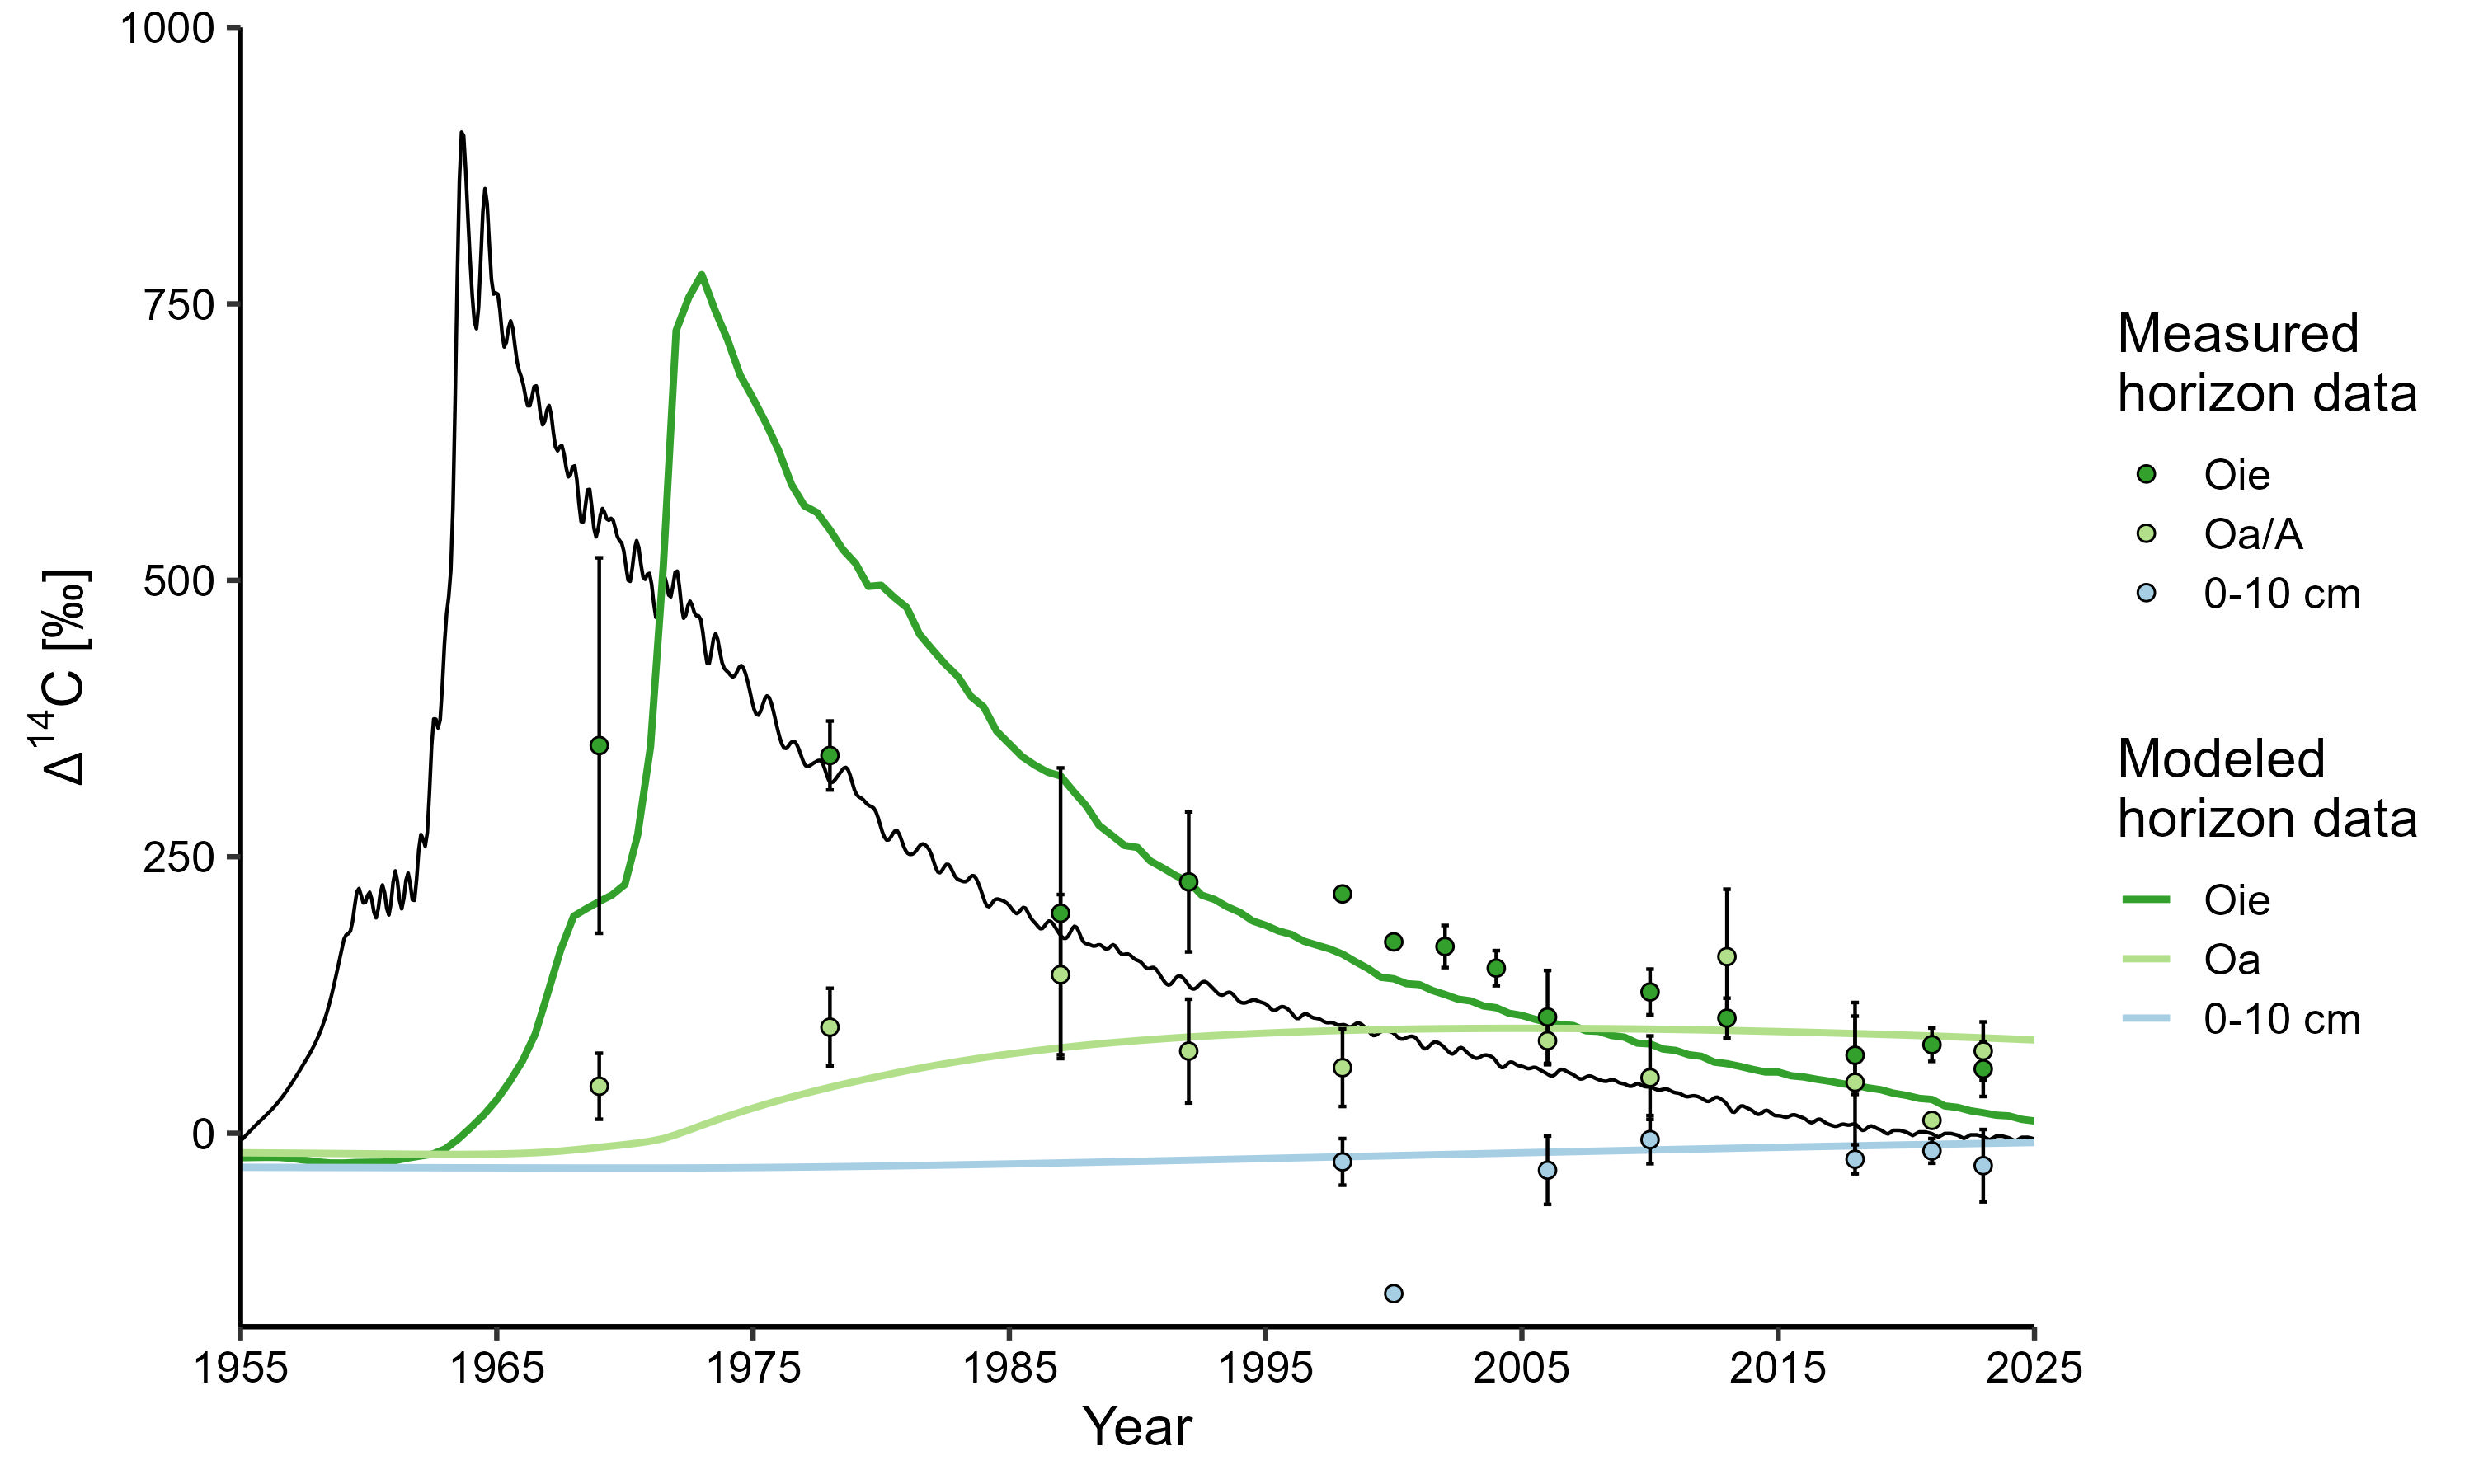 1000
750
500
250
0
Δ ¹⁴C [‰]
1955
1965
1975
1985
1995
2005
2015
2025
Year
Measured
horizon data
Oie
Oa/A
0-10 cm
Modeled
horizon data
Oie
Oa
0-10 cm